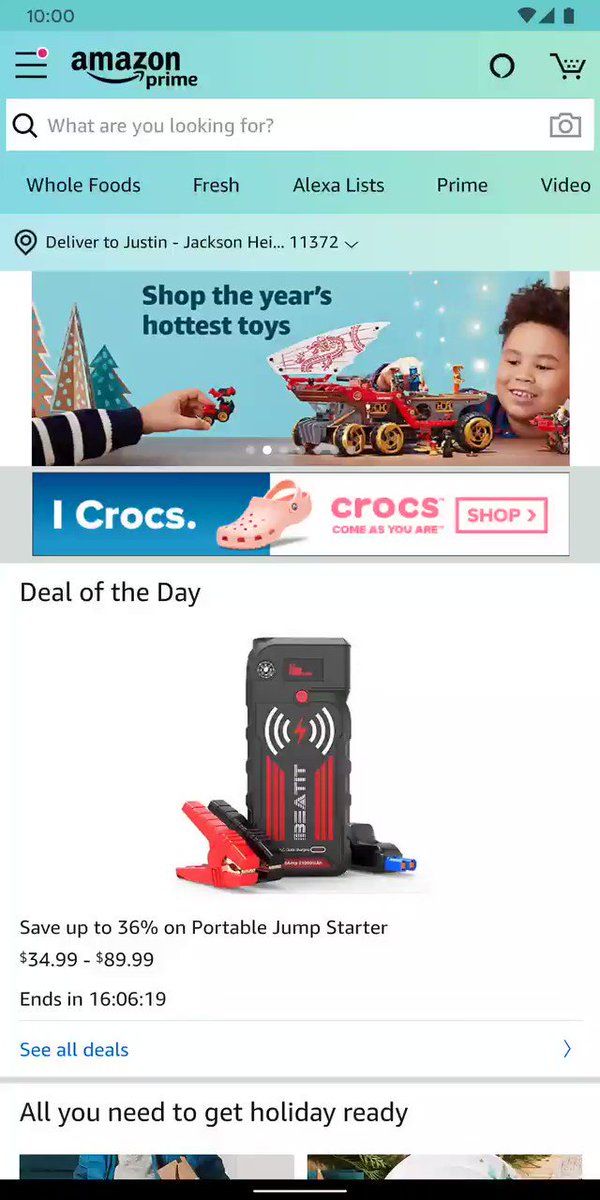 10:00
amazon
prime
What are you looking for?
Whole Foods Fresh Alexa Lists Prime Video
Deliver to Justin - Jackson Hei... 11372
Shop the year's
hottest toys
I Crocs.
crocs™
COME AS YOU ARE™
SHOP >
Deal of the Day
BEATIT
Save up to 36% on Portable Jump Starter
$34.99 - $89.99
Ends in 16:06:19
See all deals
All you need to get holiday ready